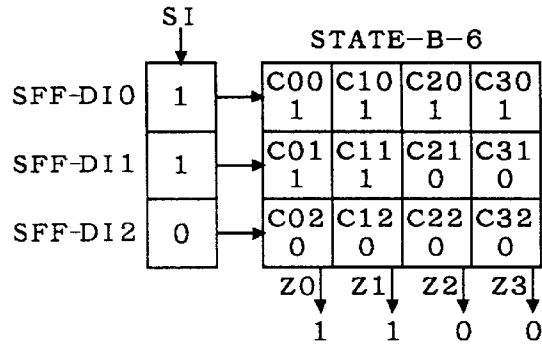 SI
STATE-B-6
SFF-DI0 1 C00 C10 C20 C30
1 1 1 1
SFF-DI1 1 C01 C11 C21 C31
1 1 0 0
SFF-DI2 0 C02 C12 C22 C32
0 0 0 0
Z0 Z1 Z2 Z3
1 1 0 0